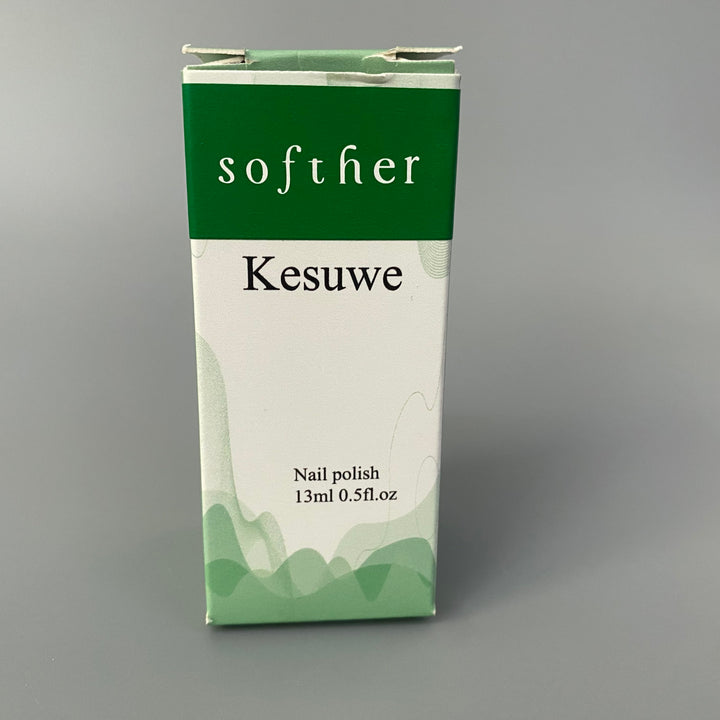 softher
Kesuwe
Nail polish
13ml 0.5fl.oz